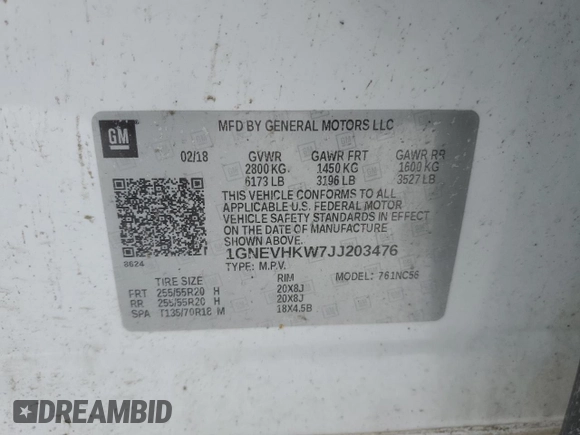 GM
MFD BY GENERAL MOTORS LLC
02/18 GVWR GAWR FRT GAWR RR
2800 KG 1450 KG 1600 KG
6173 LB 3196 LB 3527 LB
THIS VEHICLE CONFORMS TO ALL
APPLICABLE U.S. FEDERAL MOTOR
VEHICLE SAFETY STANDARDS IN EFFECT
ON THE DATE OF MANUFACTURE
SHOWN ABOVE.
1GNEVHKW7JJ203476
8624
TYPE: M.P.V.
MODEL: 761NC56
TIRE SIZE RIM
FRT 255/55R20 H 20X8J
RR 255/55R20 H 20X8J
SPA T135/70R18 M 18X4.5B
DREAMBID